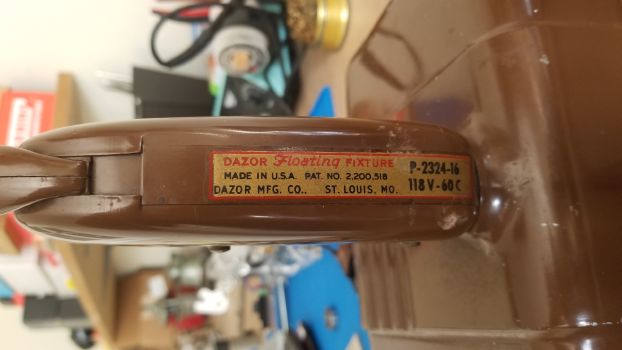 DAZOR Floating FIXTURE
MADE IN U.S.A. PAT. NO. 2,200,518
DAZOR MFG. CO., ST. LOUIS, MO.
P-2324-16
118 V-60 C